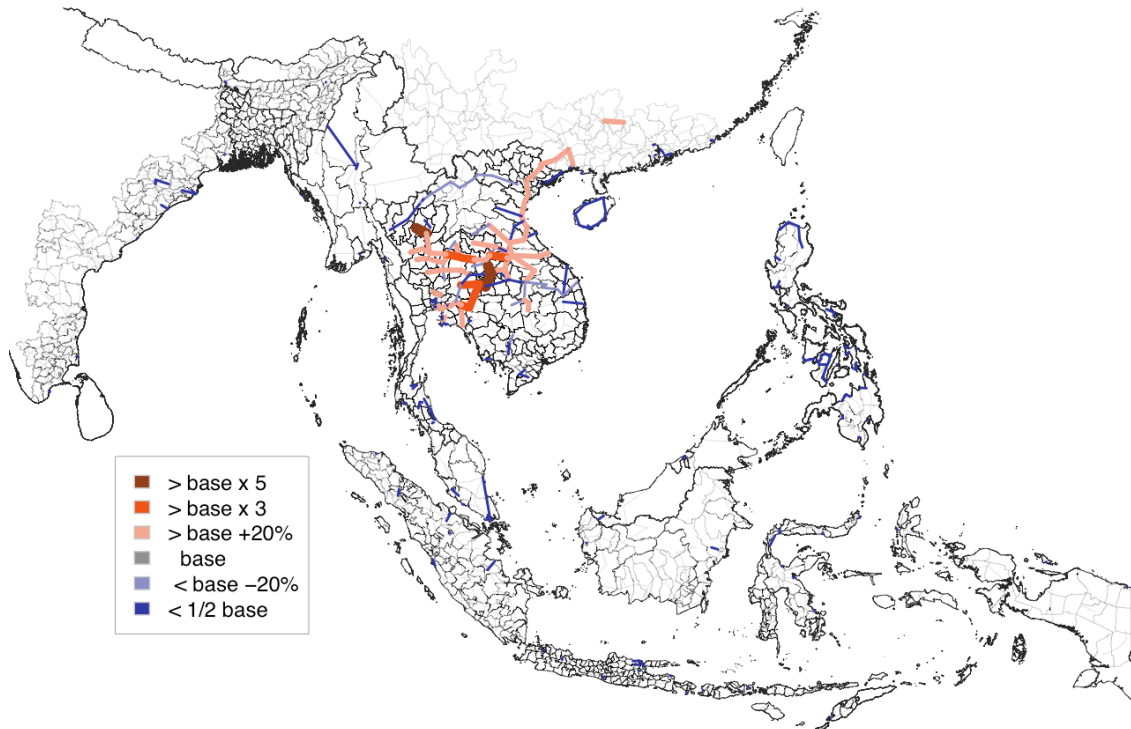 > base x 5
> base x 3
> base +20%
base
< base −20%
< 1/2 base